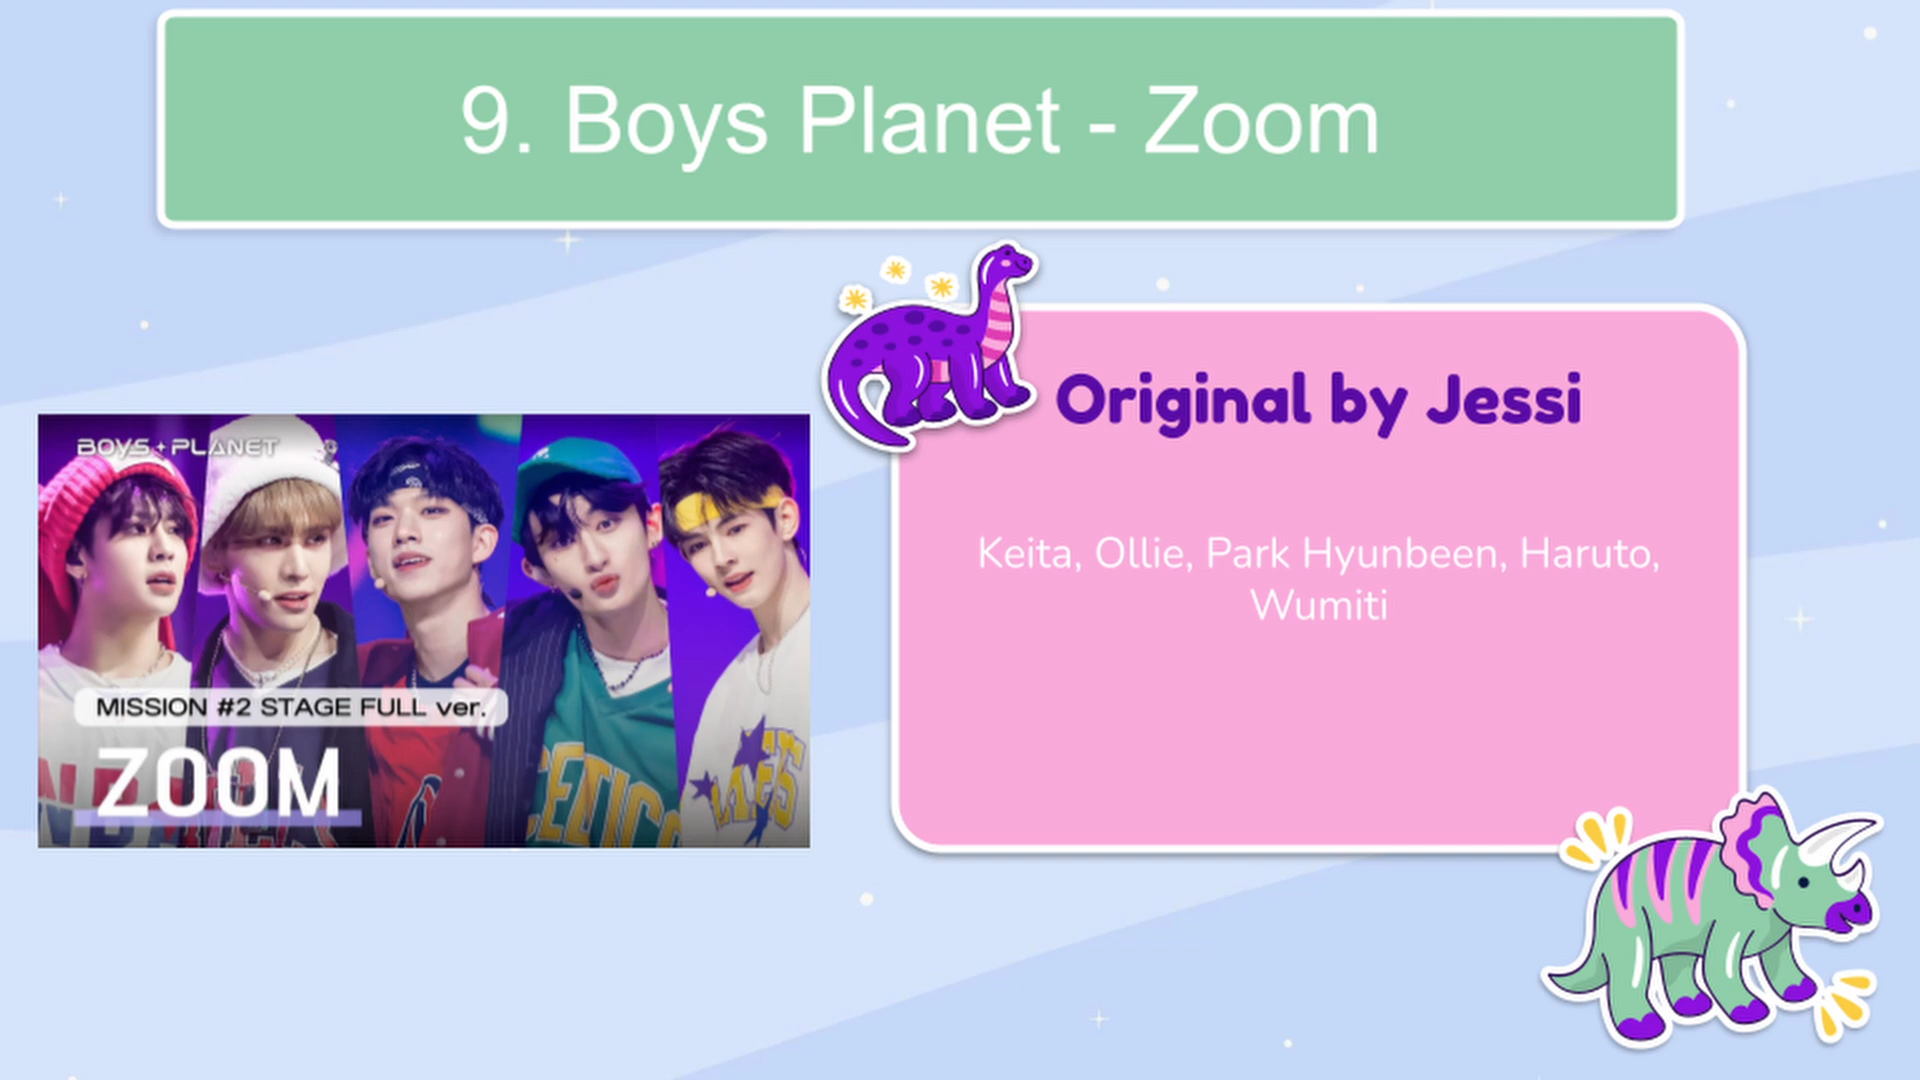 9. Boys Planet - Zoom
Original by Jessi
Keita, Ollie, Park Hyunbeen, Haruto,
Wumiti
BOYS PLANET
MISSION #2 STAGE FULL ver.
ZOOM